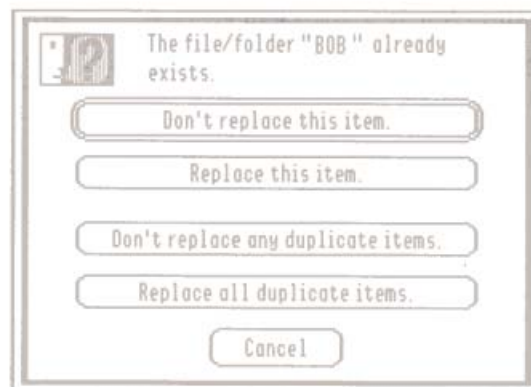 The file/folder "BOB" already
exists.
Don't replace this item.
Replace this item.
Don't replace any duplicate items.
Replace all duplicate items.
Cancel